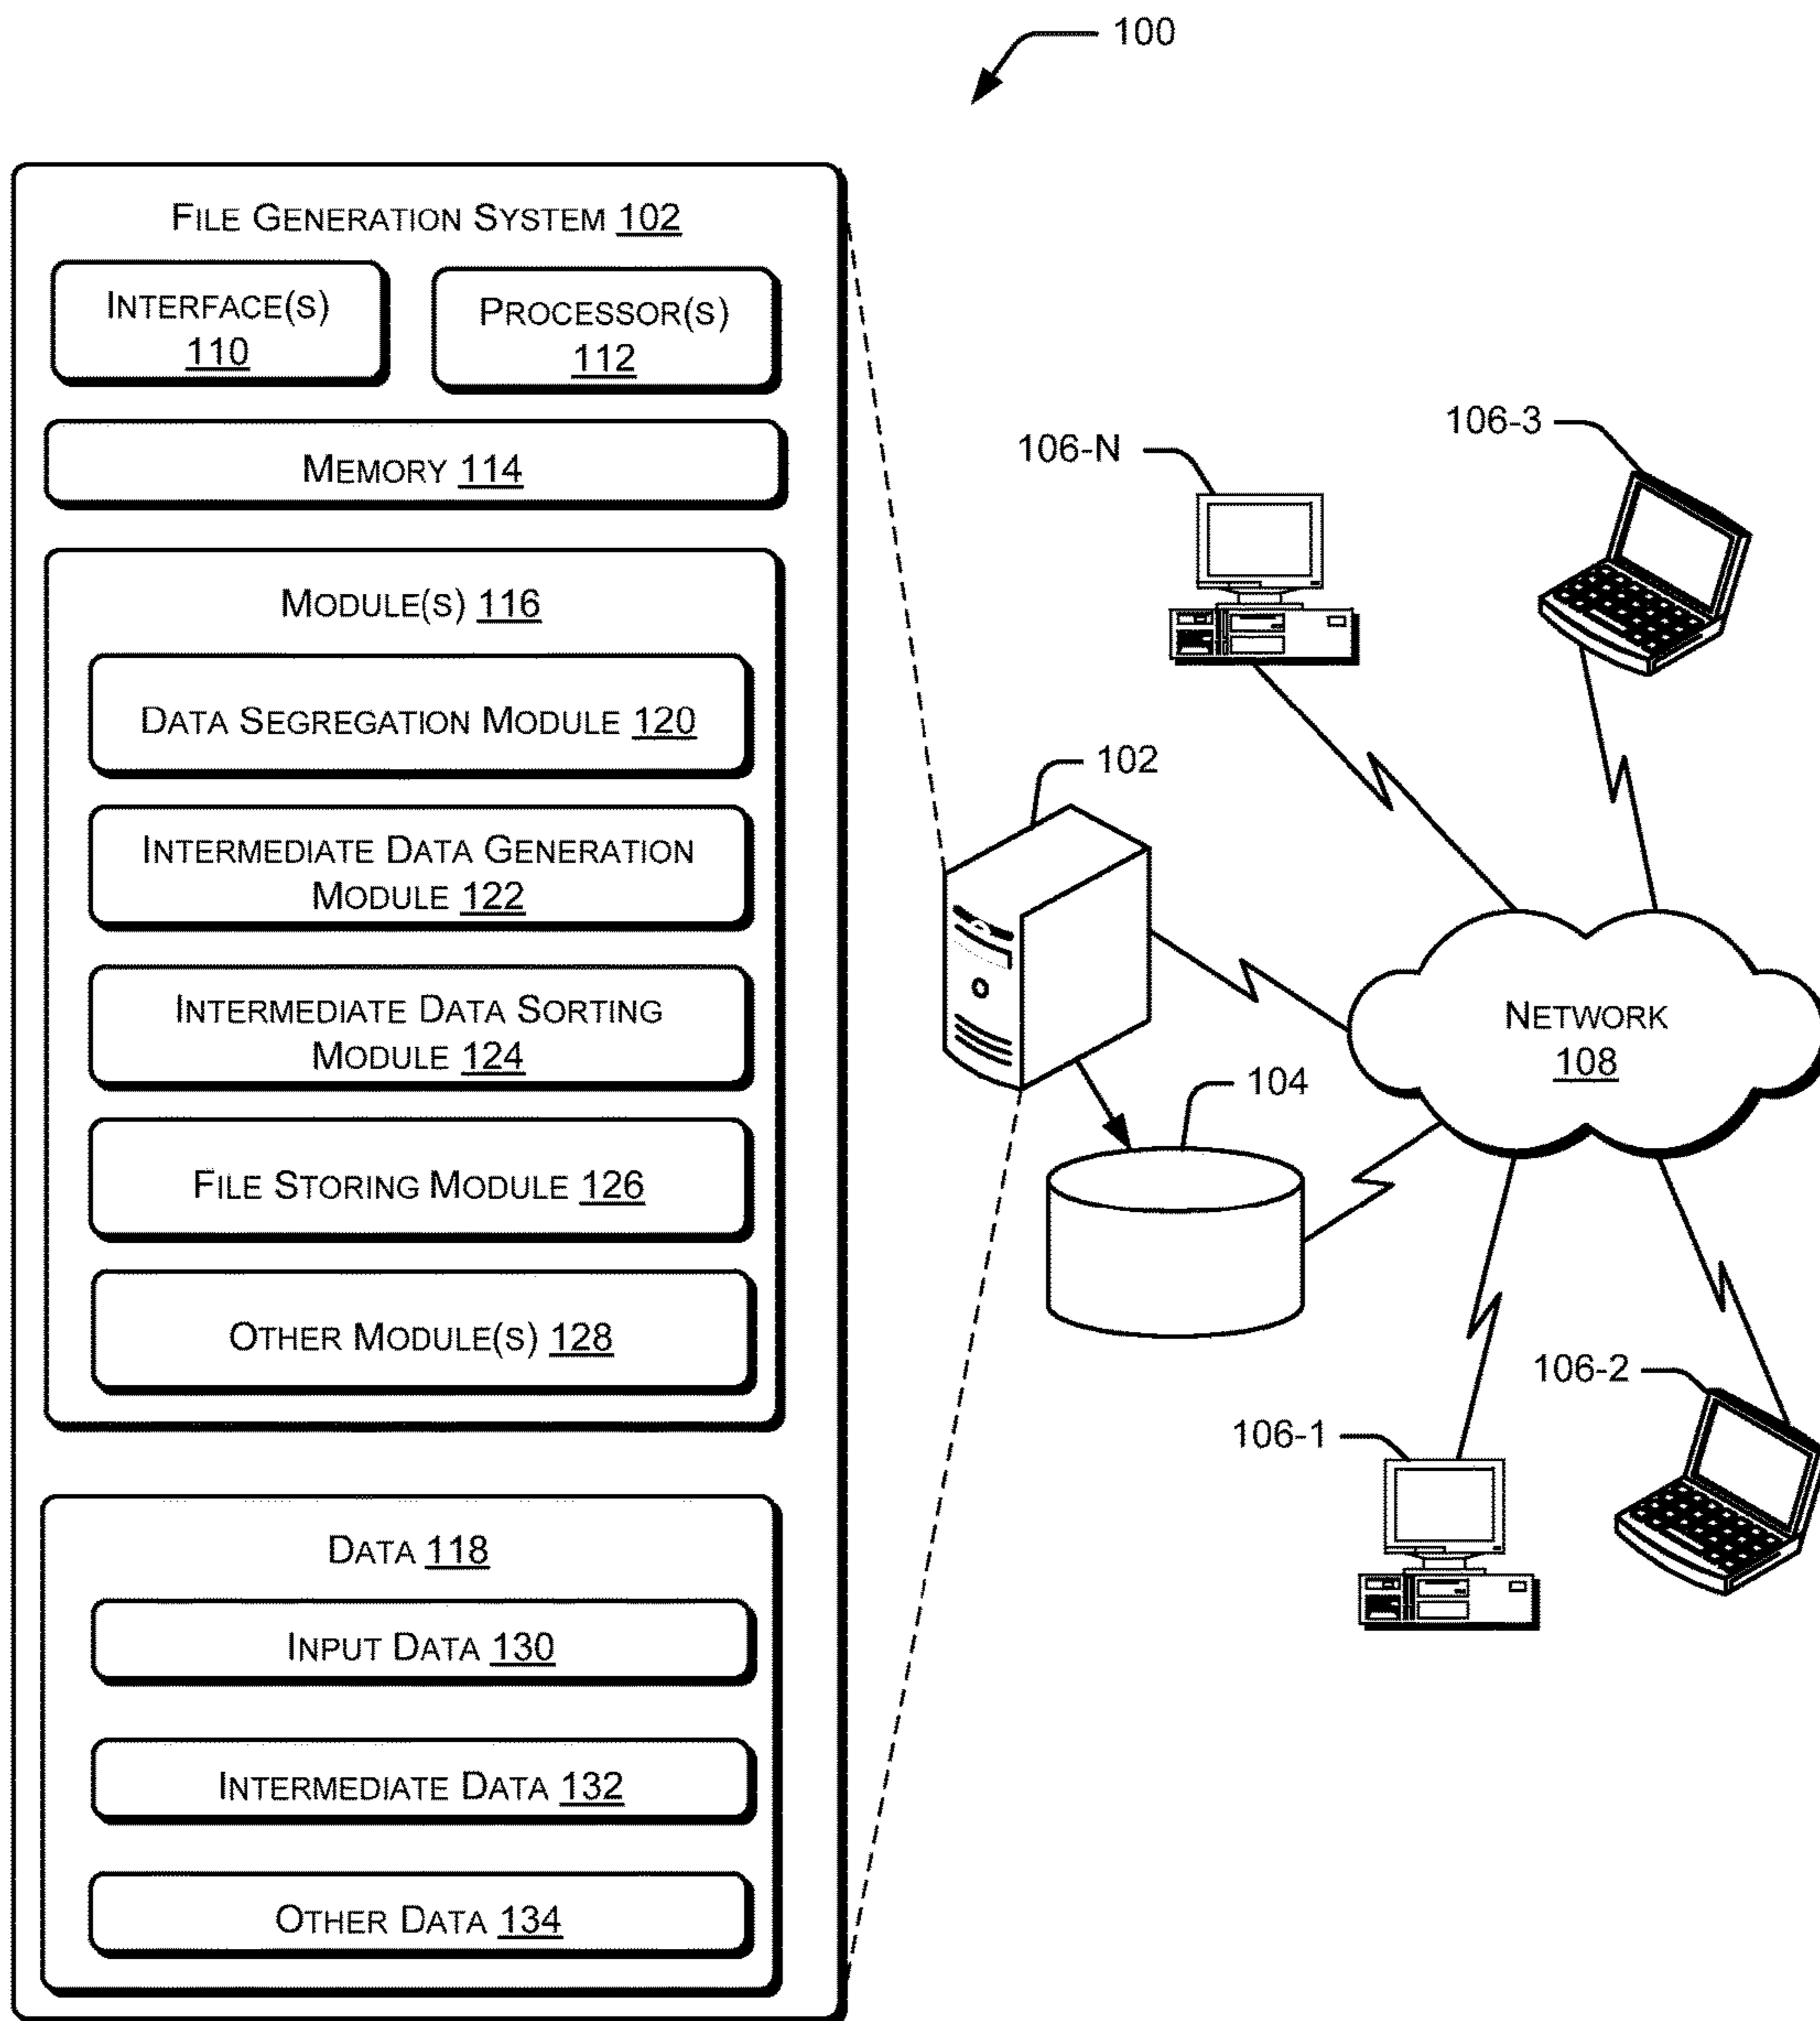 100
FILE GENERATION SYSTEM 102
INTERFACE(S)
110
PROCESSOR(S)
112
MEMORY 114
MODULE(S) 116
DATA SEGREGATION MODULE 120
INTERMEDIATE DATA GENERATION
MODULE 122
INTERMEDIATE DATA SORTING
MODULE 124
FILE STORING MODULE 126
OTHER MODULE(S) 128
DATA 118
INPUT DATA 130
INTERMEDIATE DATA 132
OTHER DATA 134
106-N
106-3
102
NETWORK
108
104
106-2
106-1